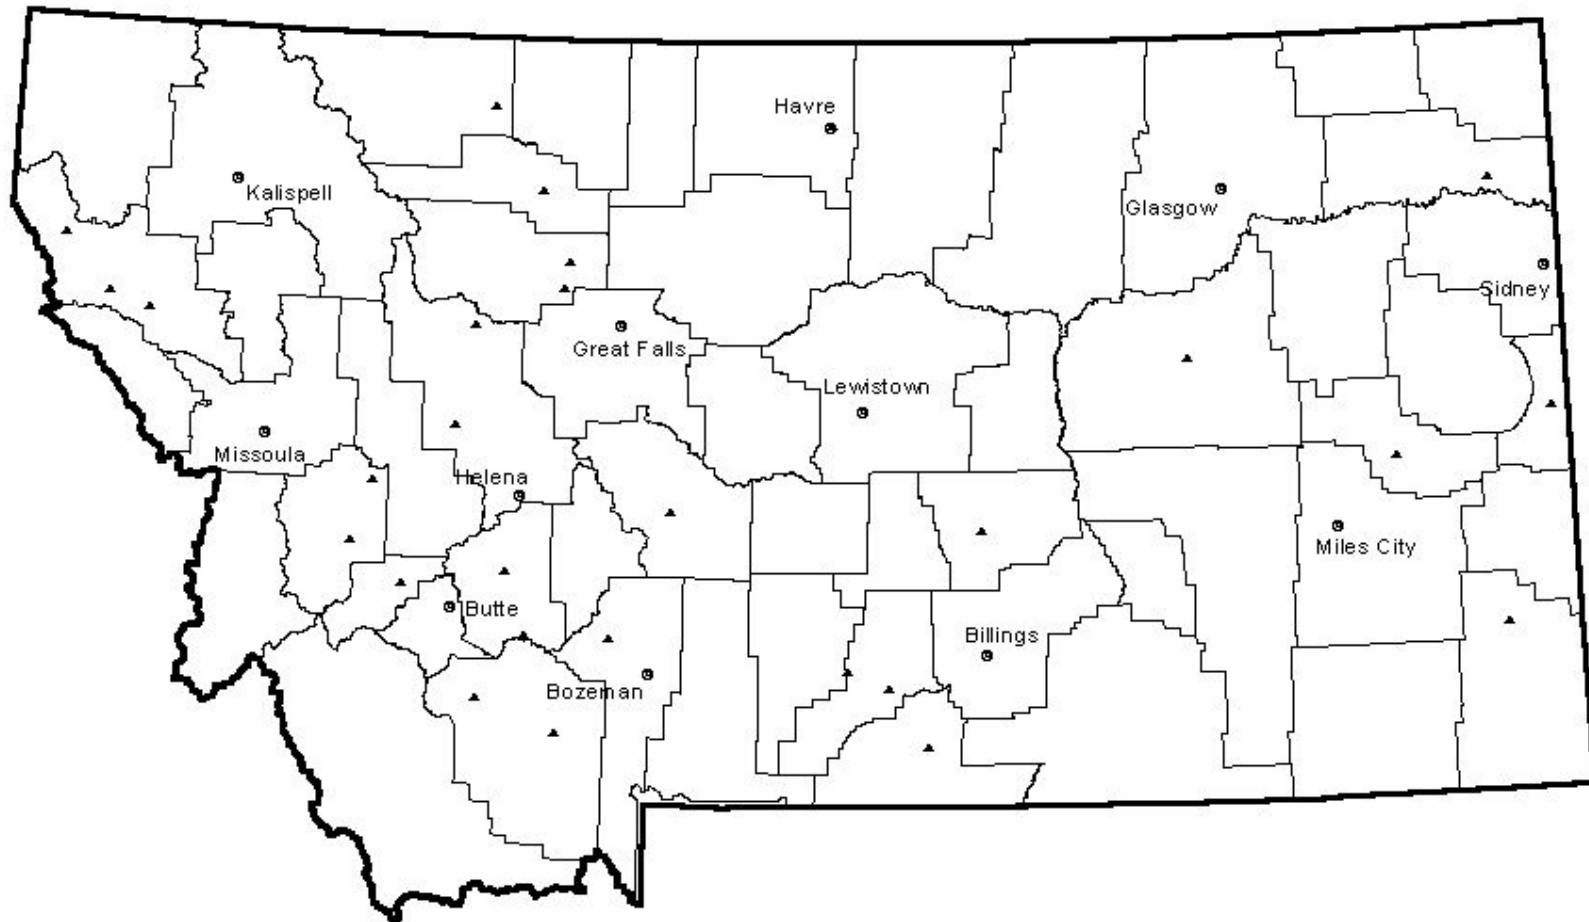 Havre
Kalispell
Glasgow
Sidney
Great Falls
Lewistown
Missoula
Helena
Miles City
Butte
Billings
Bozeman